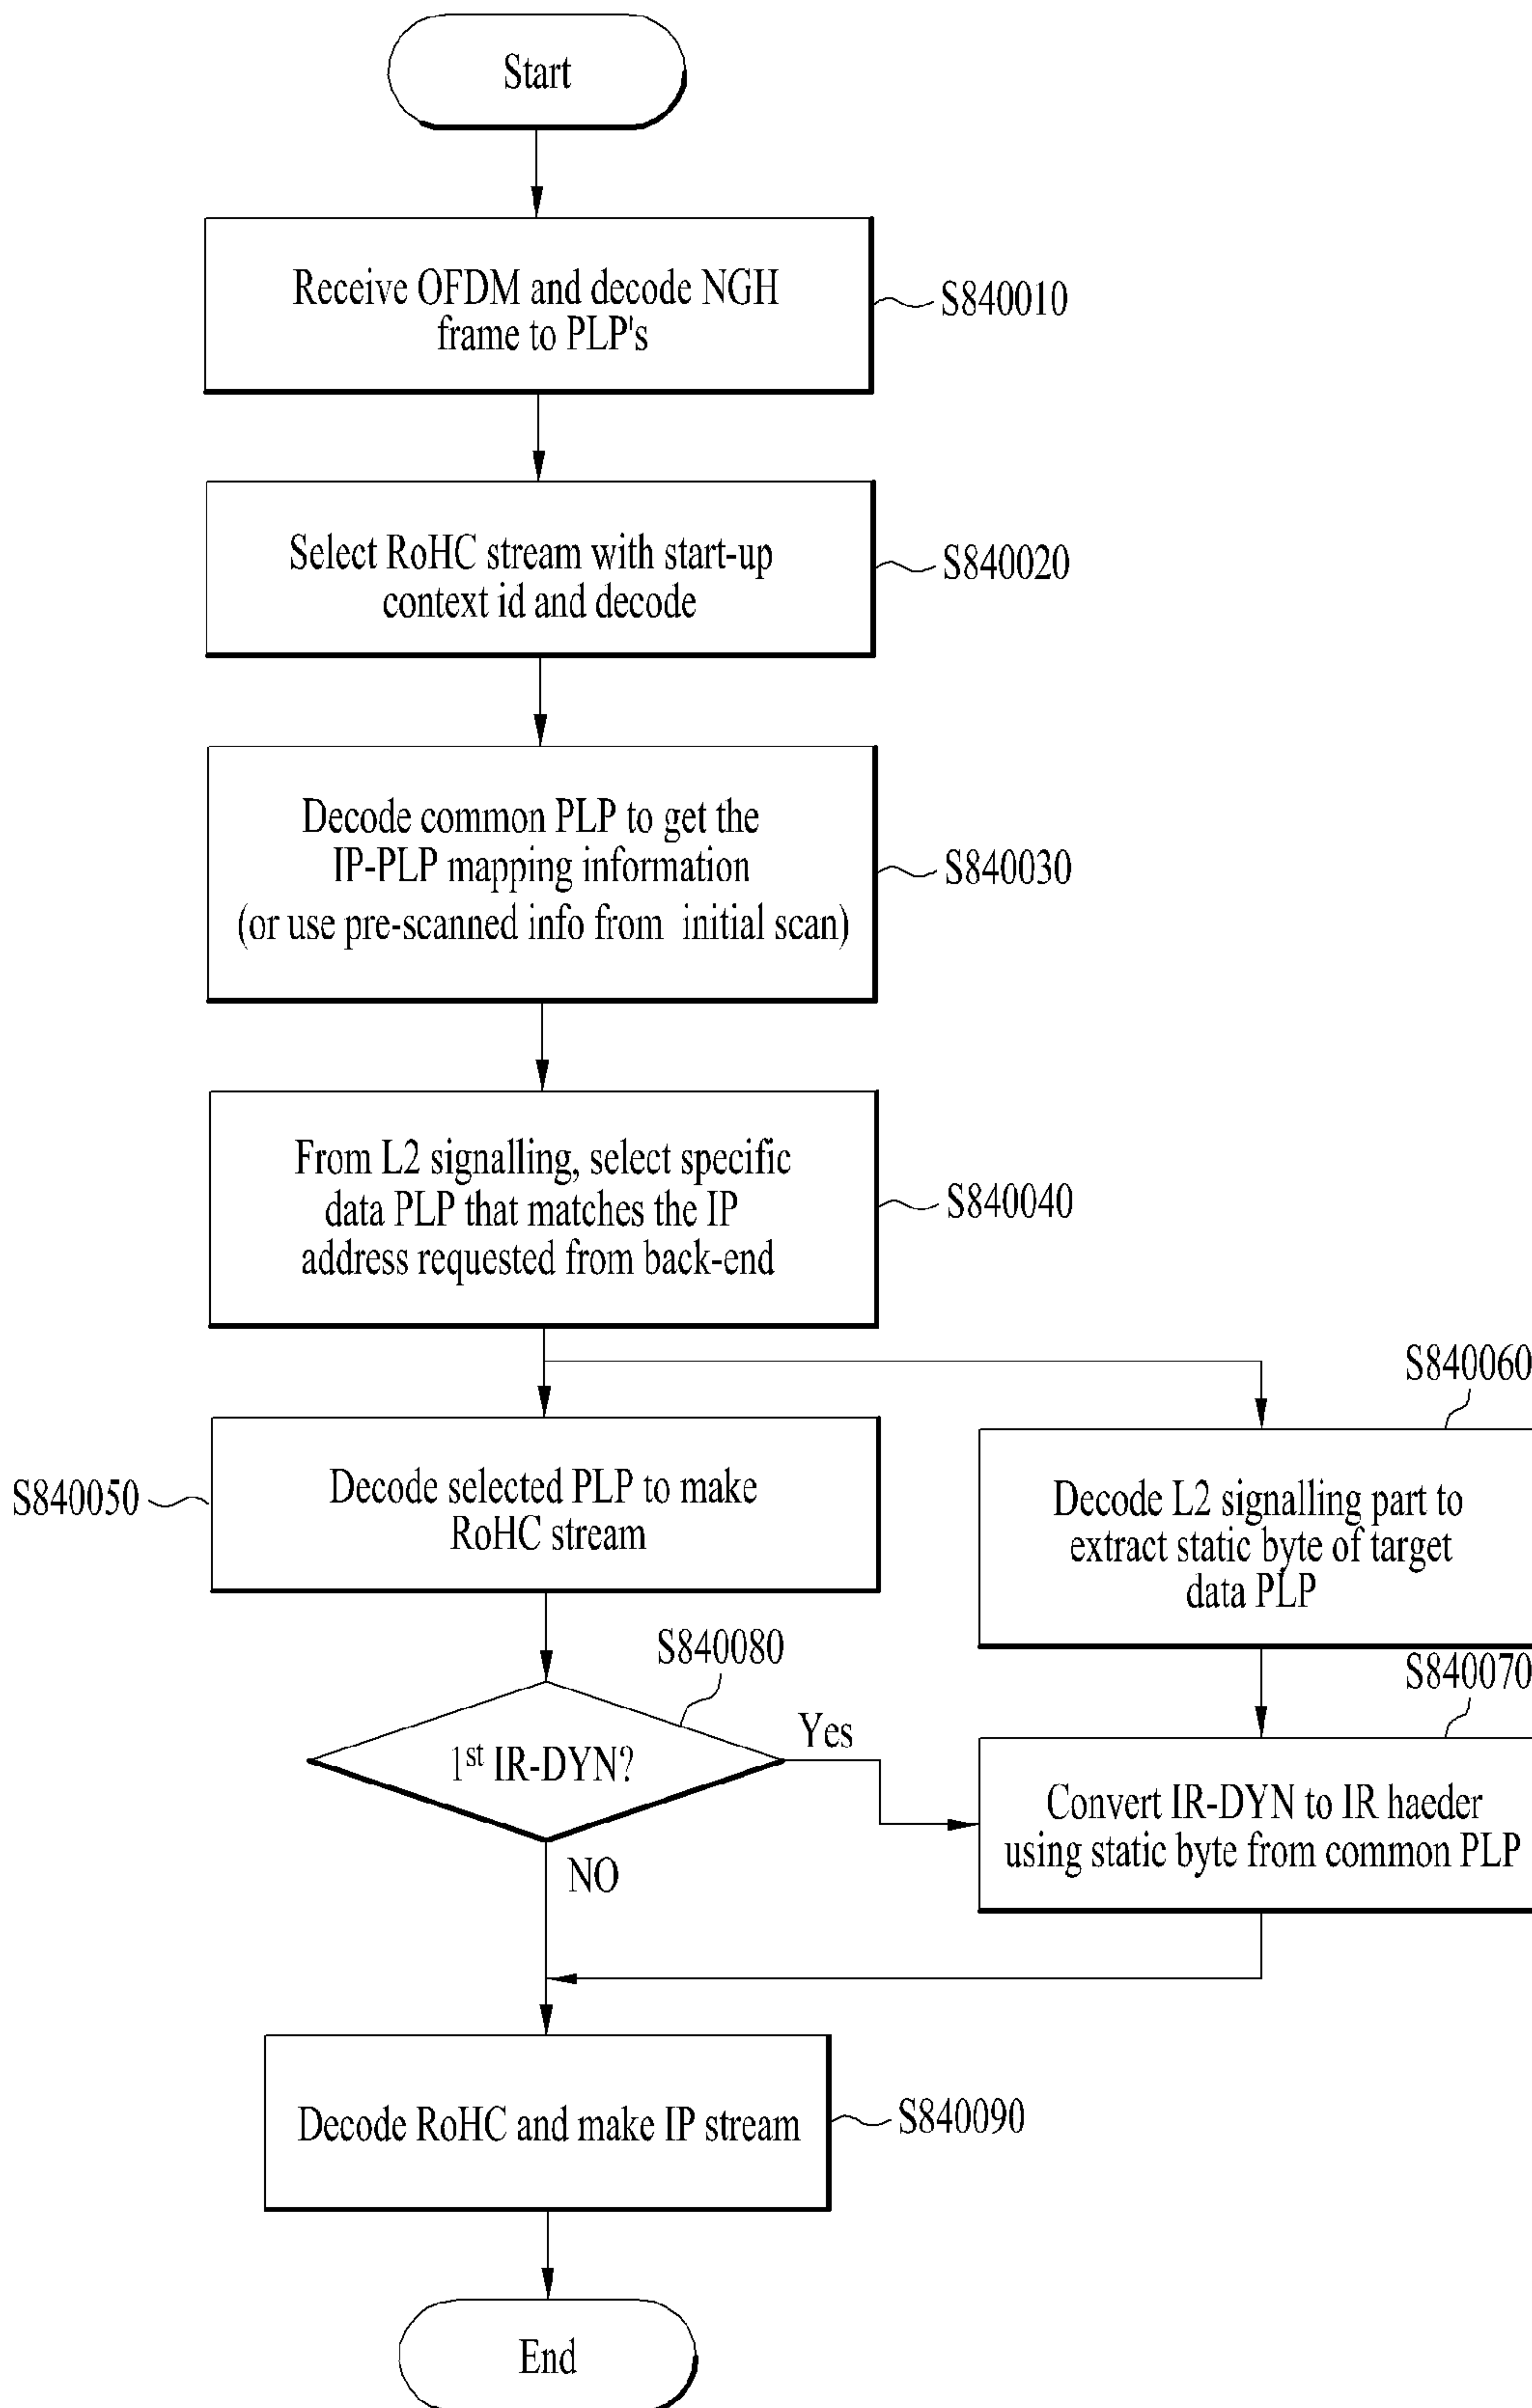 Start
Receive OFDM and decode NGH
frame to PLP's
S840010
Select RoHC stream with start-up
context id and decode
S840020
Decode common PLP to get the
IP-PLP mapping information
(or use pre-scanned info from initial scan)
S840030
From L2 signalling, select specific
data PLP that matches the IP
address requested from back-end
S840040
S840050
Decode selected PLP to make
RoHC stream
S840060
Decode L2 signalling part to
extract static byte of target
data PLP
S840080
1st IR-DYN?
Yes
NO
S840070
Convert IR-DYN to IR haeder
using static byte from common PLP
Decode RoHC and make IP stream
S840090
End